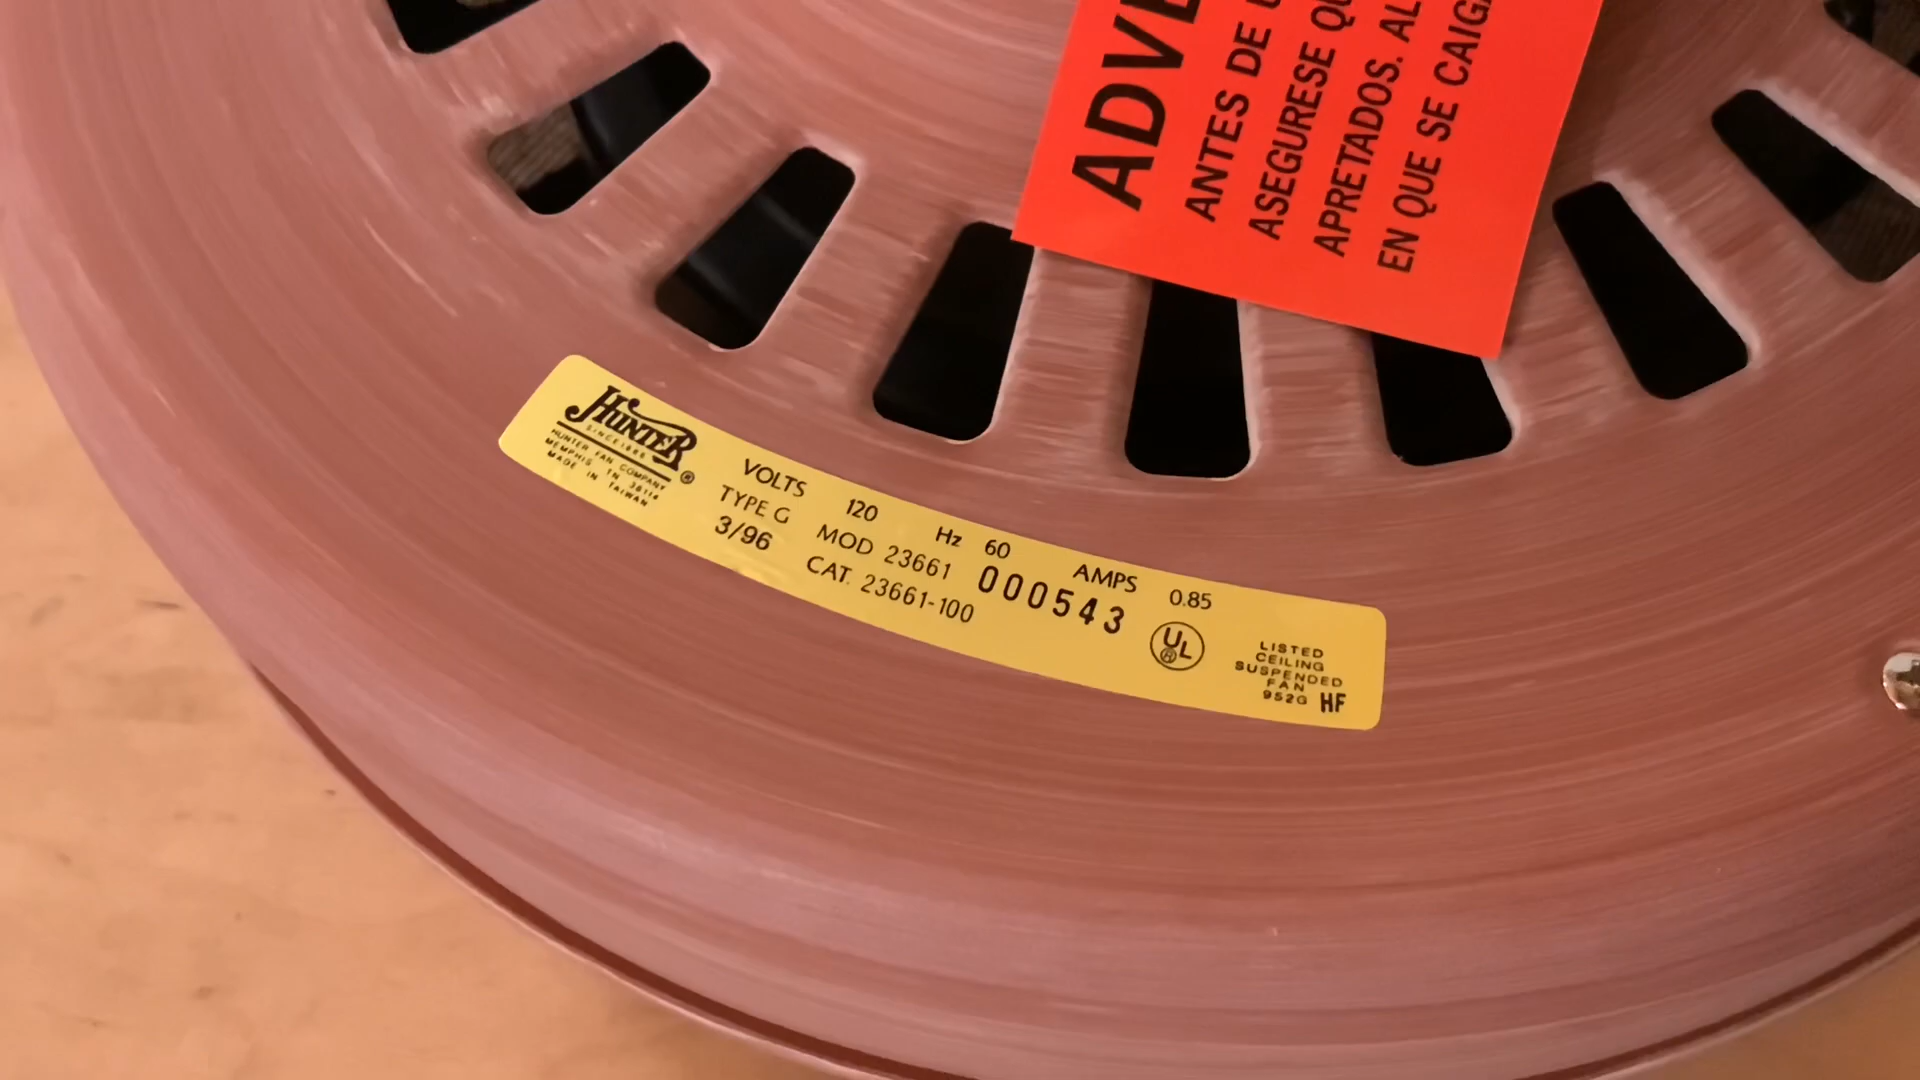 ADVE
ANTES DE U
ASEGURESE QU
APRETADOS. AL
EN QUE SE CAIGA
HUNTER
SINCE 1886
HUNTER FAN COMPANY
MEMPHIS, TN 38114
MADE IN TAIWAN
VOLTS 120 Hz 60 AMPS 0.85
TYPE G MOD 23661 000543
3/96 CAT. 23661-100
UL
LISTED
CEILING
SUSPENDED
FAN
952G HF